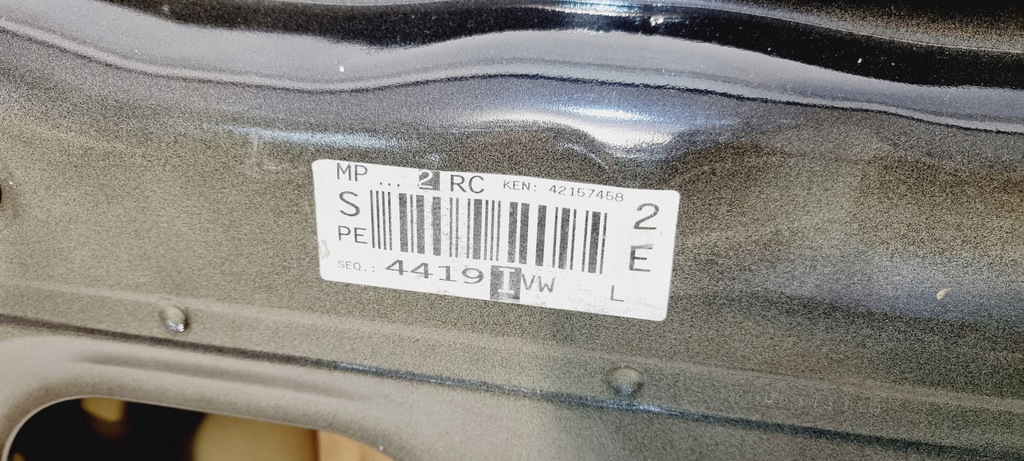 MP ... 2 RC KEN: 42157458
S 2
PE E
SEQ.: 4419 I VW L